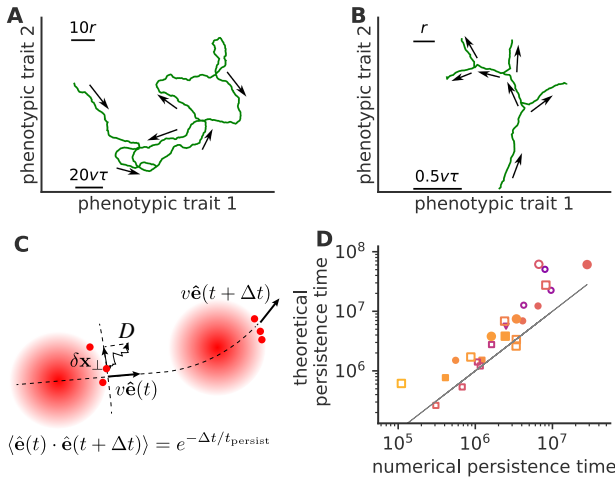 A
10r
phenotypic trait 2
20vτ
phenotypic trait 1
B
r
phenotypic trait 2
0.5vτ
phenotypic trait 1
C
vê(t + Δt)
D
δx⊥
vê(t)
⟨ê(t) · ê(t + Δt)⟩ = e^{-Δt/t_persist}
D
theoretical
persistence time
10^8
10^7
10^6
10^5
10^6
10^7
numerical persistence time